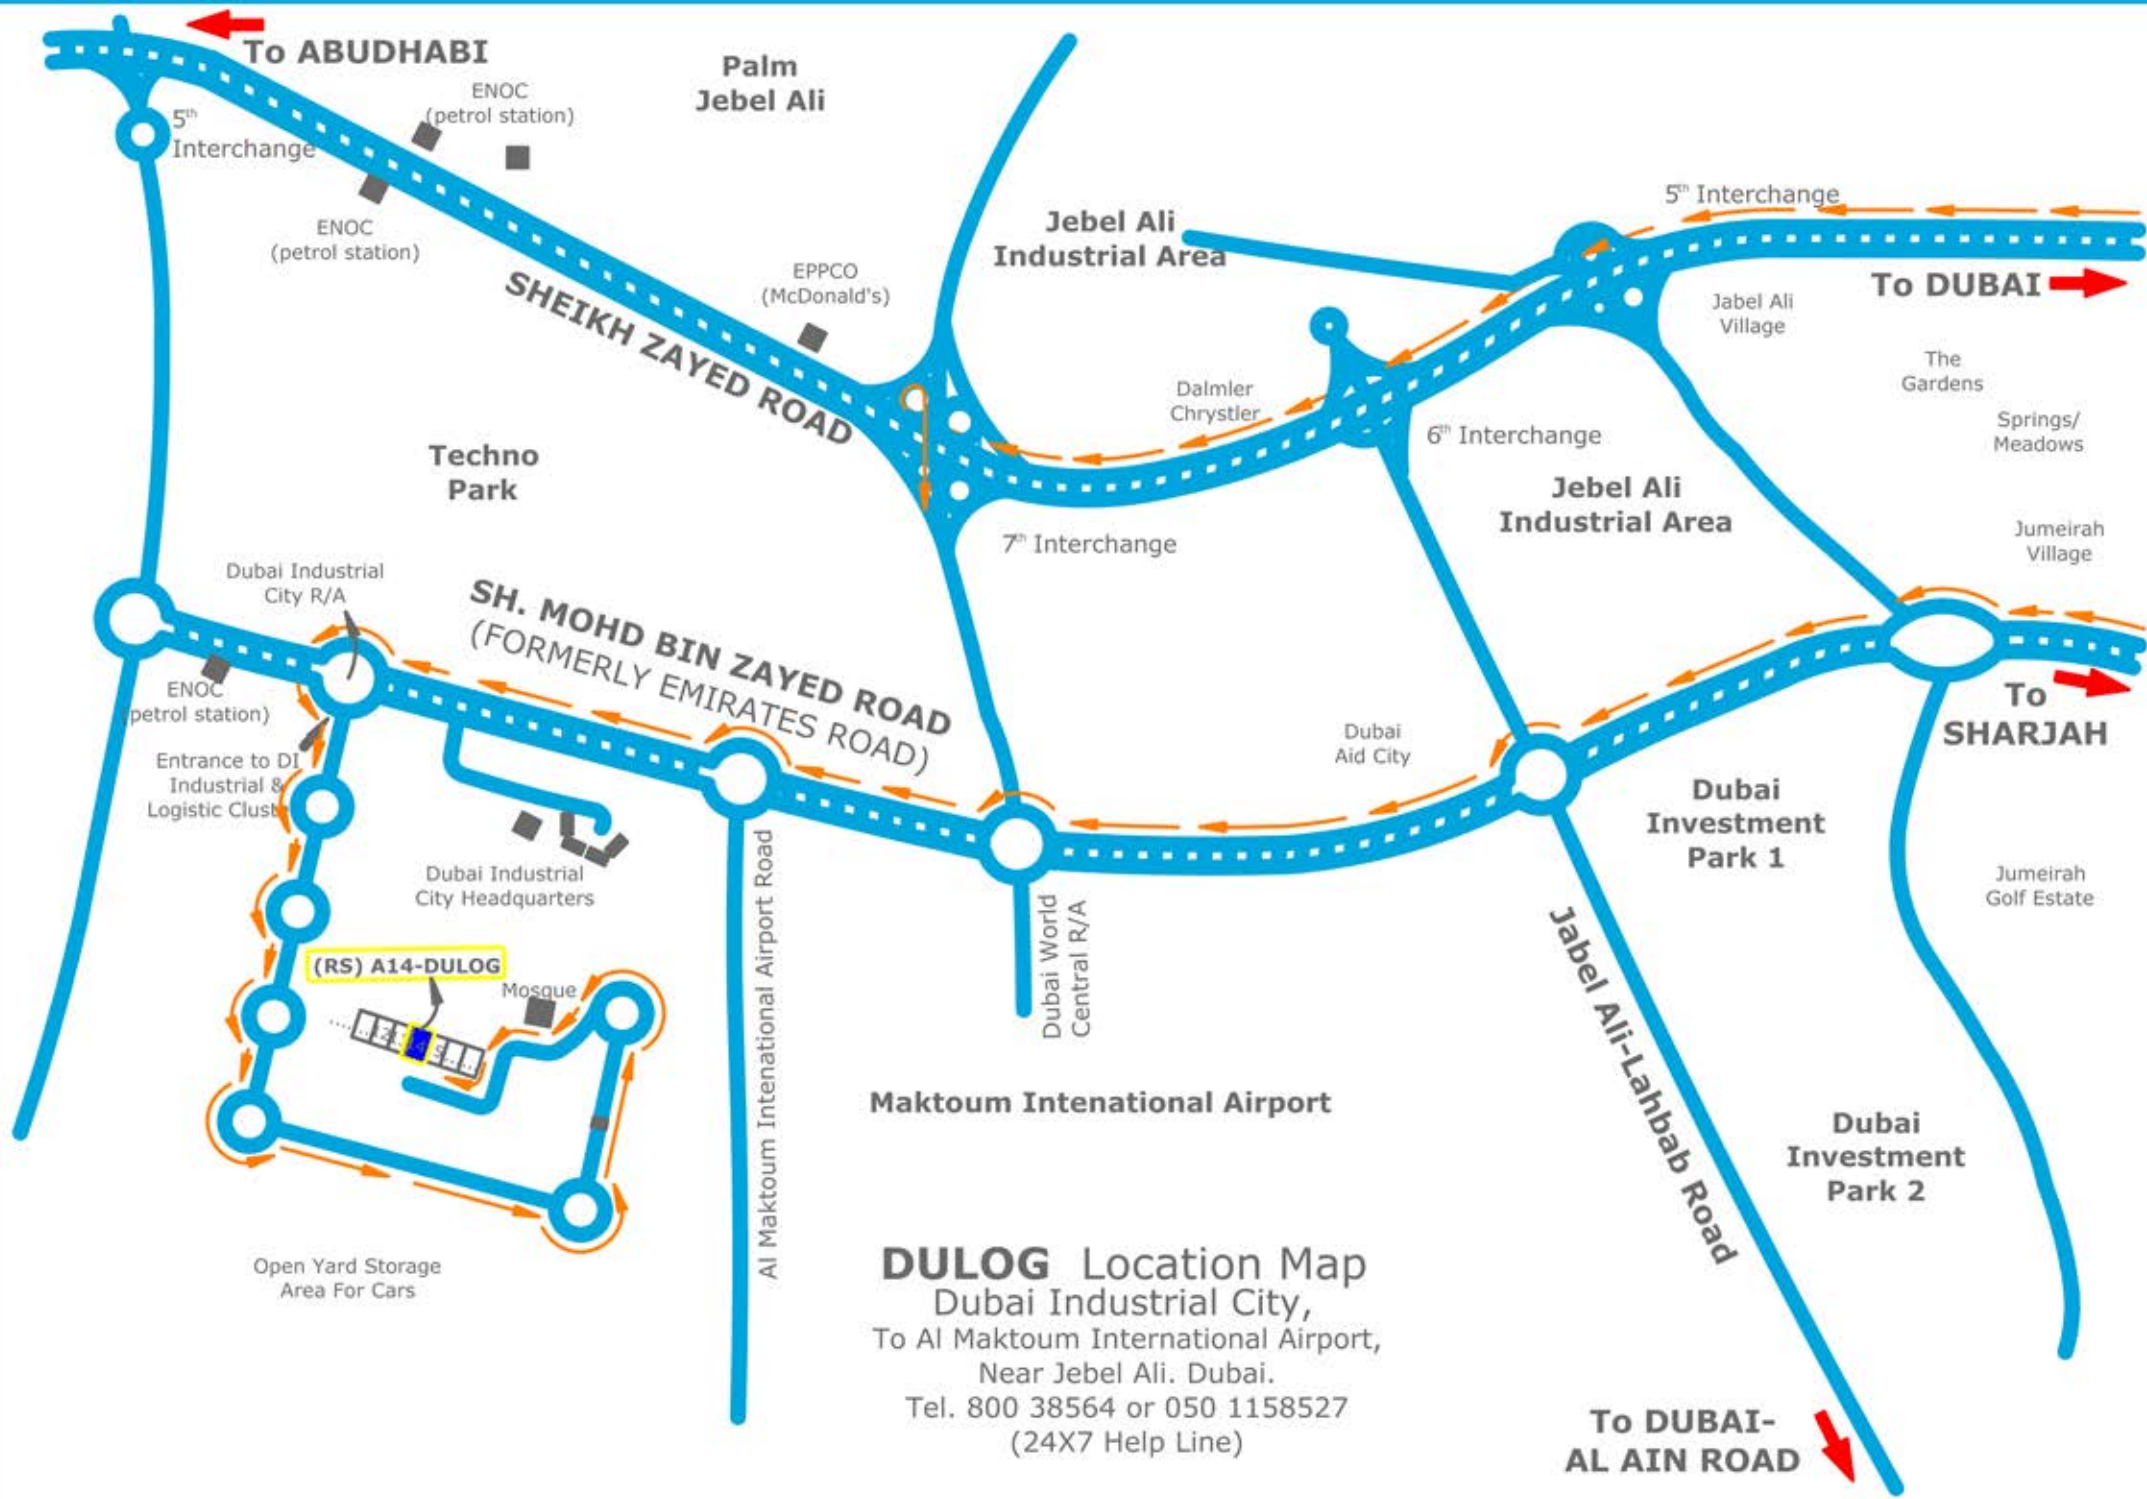 To ABUDHABI
ENOC
(petrol station)
Palm
Jebel Ali
5th
Interchange
ENOC
(petrol station)
EPPCO
(McDonald's)
SHEIKH ZAYED ROAD
Jebel Ali
Industrial Area
5th Interchange
To DUBAI
Jabel Ali
Village
The
Gardens
Springs/
Meadows
Dalmler
Chrystler
6th Interchange
Techno
Park
Jebel Ali
Industrial Area
7th Interchange
Jumeirah
Village
Dubai Industrial
City R/A
SH. MOHD BIN ZAYED ROAD
(FORMERLY EMIRATES ROAD)
ENOC
(petrol station)
To
SHARJAH
Dubai
Aid City
Entrance to DI
Industrial &
Logistic Clust
Dubai
Investment
Park 1
Dubai Industrial
City Headquarters
Jumeirah
Golf Estate
Al Maktoum Intenational Airport Road
Dubai World
Central R/A
Jabel Ali-Lahbab Road
(RS) A14-DULOG
Mosque
Maktoum Intenational Airport
Dubai
Investment
Park 2
Open Yard Storage
Area For Cars
DULOG Location Map
Dubai Industrial City,
To Al Maktoum International Airport,
Near Jebel Ali. Dubai.
Tel. 800 38564 or 050 1158527
(24X7 Help Line)
To DUBAI-
AL AIN ROAD